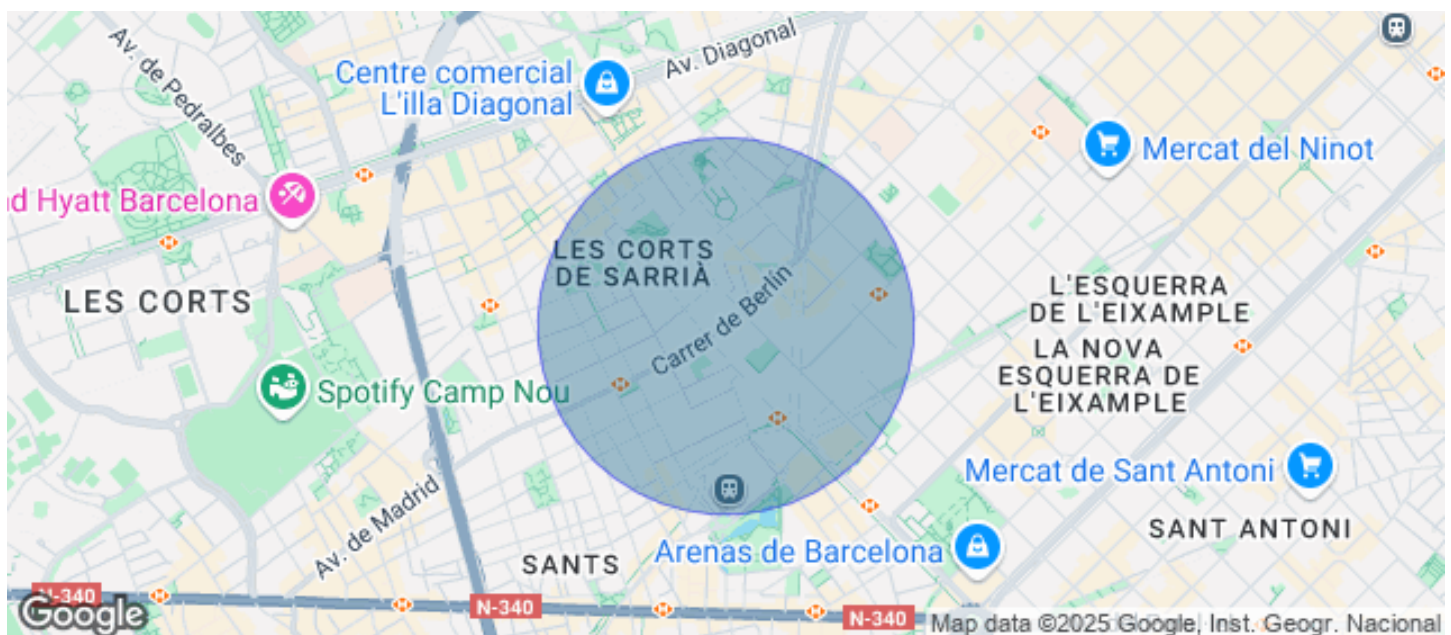 Av. de Pedralbes
Centre comercial
L'illa Diagonal
Av. Diagonal
Mercat del Ninot
d Hyatt Barcelona
LES CORTS
DE SARRIÀ
LES CORTS
Carrer de Berlín
L'ESQUERRA
DE L'EIXAMPLE
LA NOVA
ESQUERRA DE
L'EIXAMPLE
Spotify Camp Nou
Mercat de Sant Antoni
Av. de Madrid
SANT ANTONI
Arenas de Barcelona
SANTS
N-340
N-340
N-340
Google
Map data ©2025 Google, Inst. Geogr. Nacional